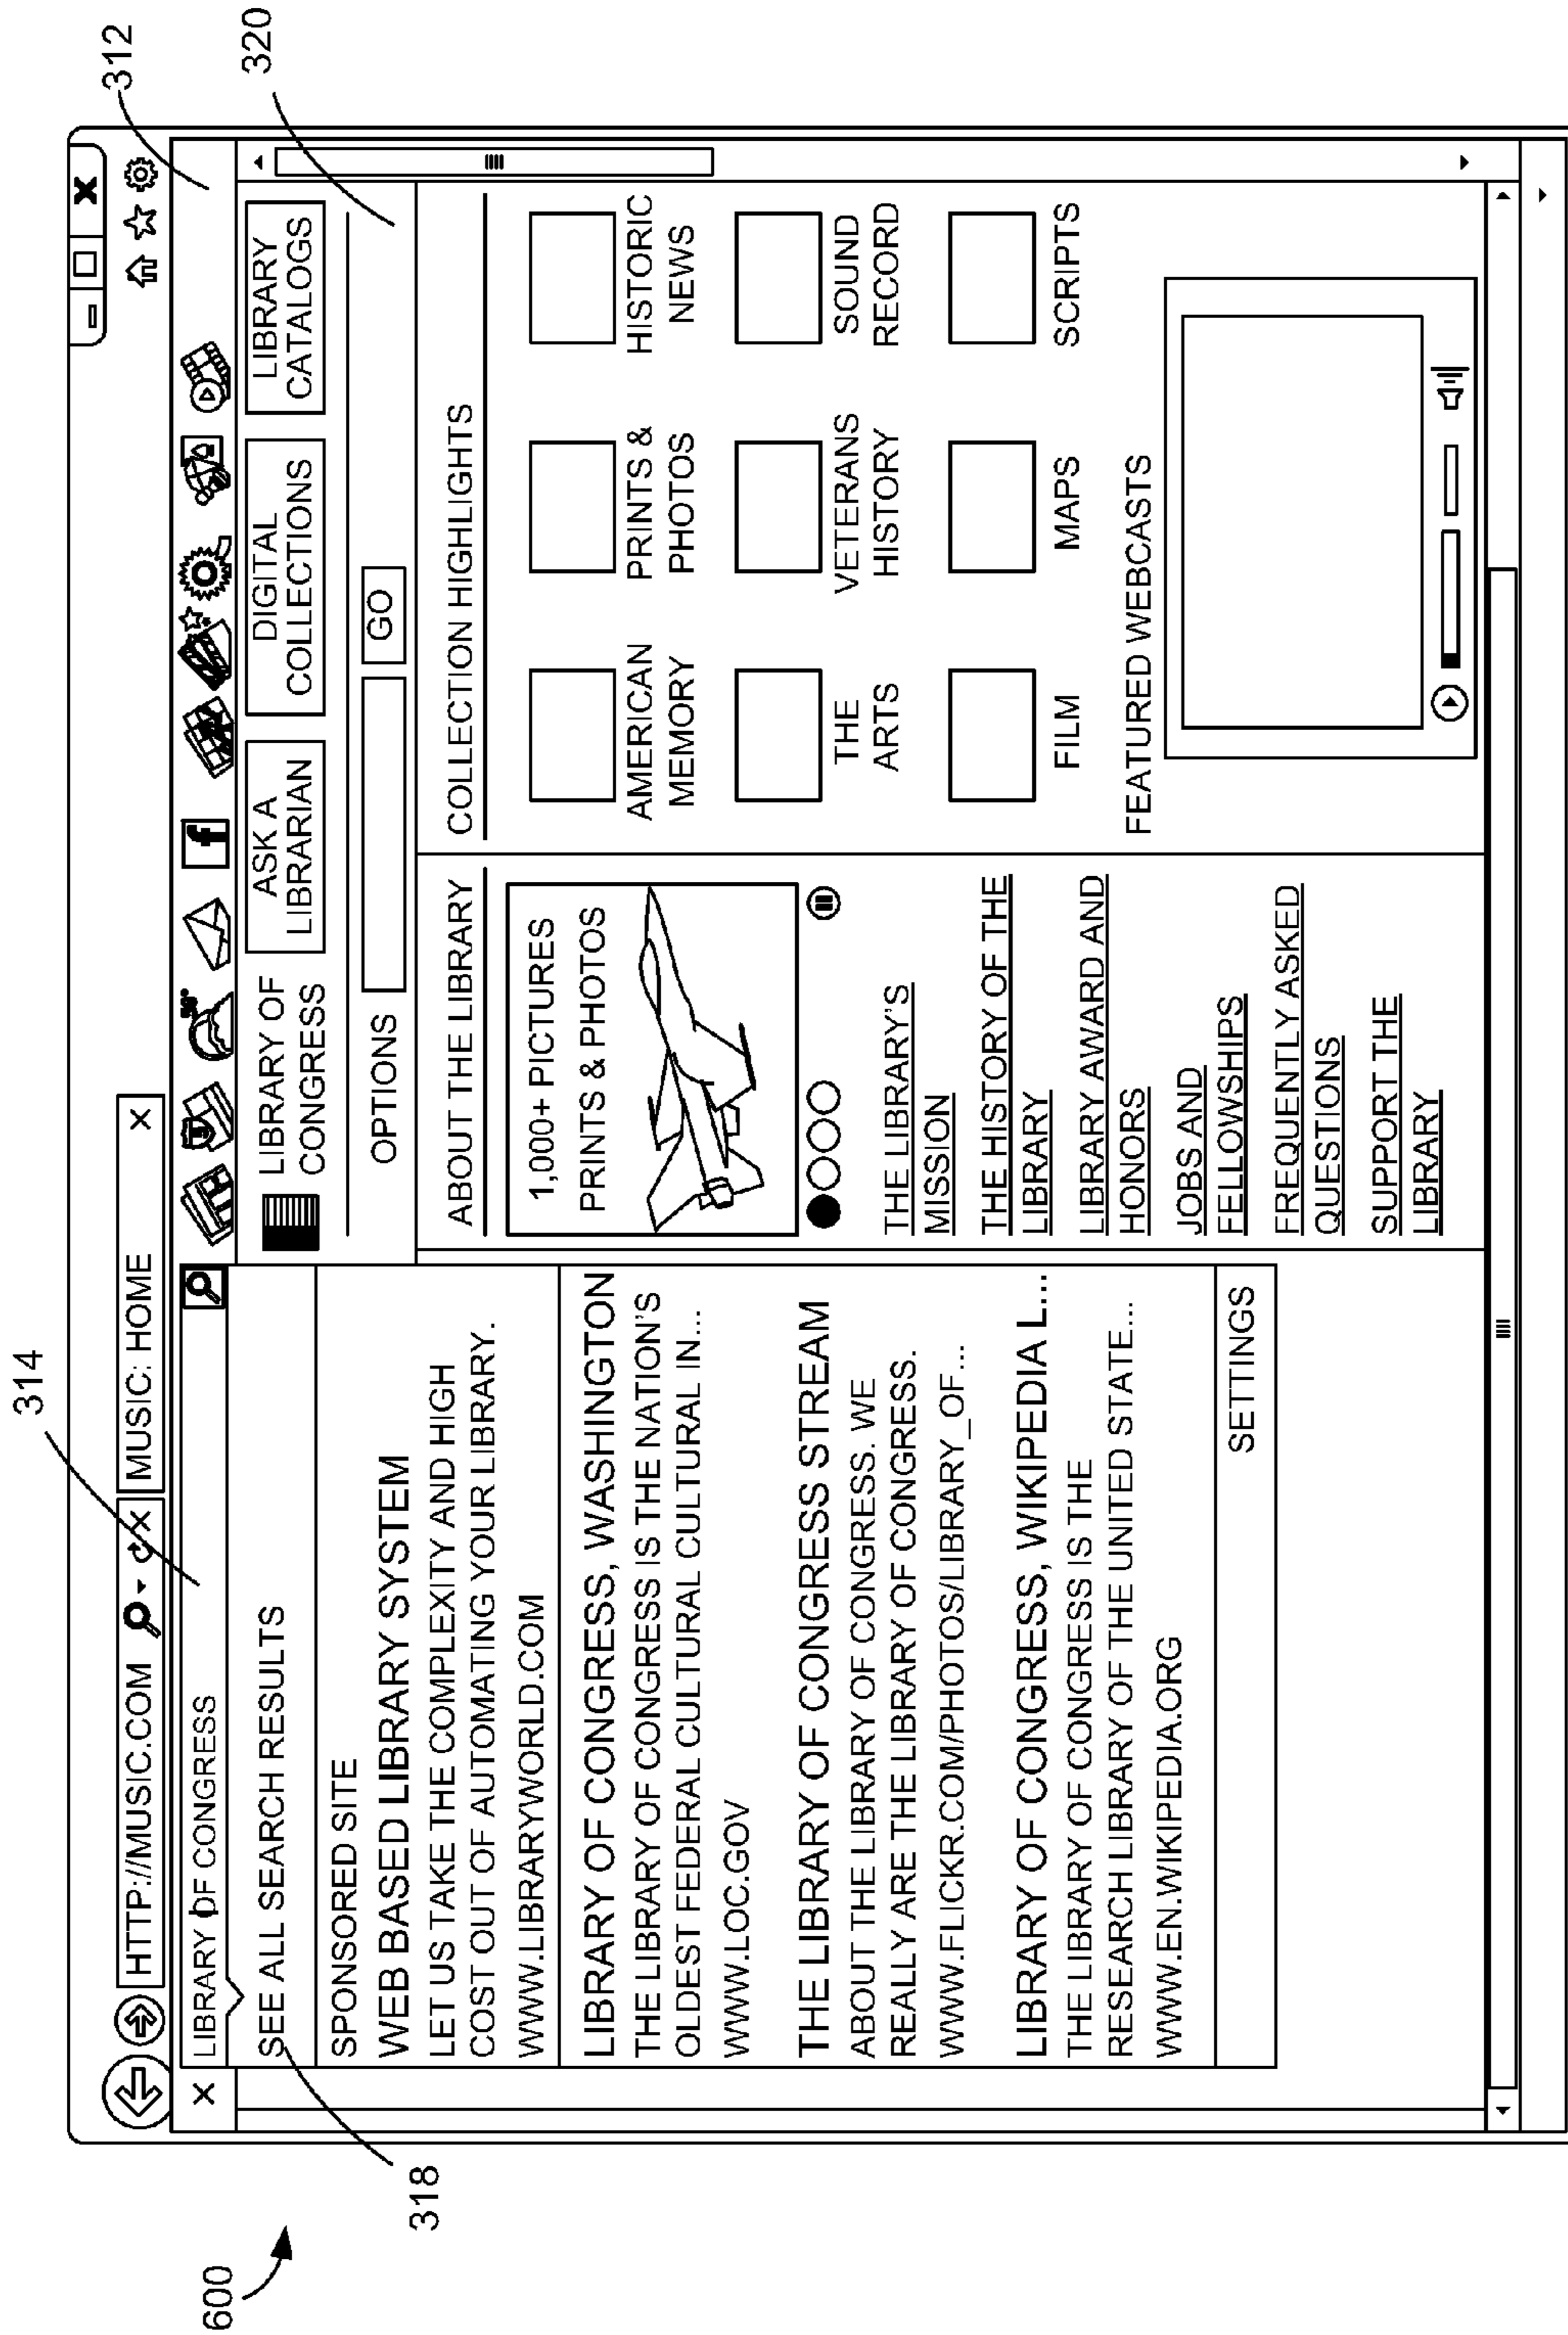 600
314
312
320
318
HTTP://MUSIC.COM
X
MUSIC: HOME
X
X
X
LIBRARY OF CONGRESS
f
SEE ALL SEARCH RESULTS
SPONSORED SITE
WEB BASED LIBRARY SYSTEM
LET US TAKE THE COMPLEXITY AND HIGH
COST OUT OF AUTOMATING YOUR LIBRARY.
WWW.LIBRARYWORLD.COM
LIBRARY OF CONGRESS, WASHINGTON
THE LIBRARY OF CONGRESS IS THE NATION'S
OLDEST FEDERAL CULTURAL CULTURAL IN...
WWW.LOC.GOV
THE LIBRARY OF CONGRESS STREAM
ABOUT THE LIBRARY OF CONGRESS. WE
REALLY ARE THE LIBRARY OF CONGRESS.
WWW.FLICKR.COM/PHOTOS/LIBRARY_OF...
LIBRARY OF CONGRESS, WIKIPEDIA L...
THE LIBRARY OF CONGRESS IS THE
RESEARCH LIBRARY OF THE UNITED STATE...
WWW.EN.WIKIPEDIA.ORG
SETTINGS
LIBRARY OF
CONGRESS
ASK A
LIBRARIAN
DIGITAL
COLLECTIONS
LIBRARY
CATALOGS
OPTIONS
GO
ABOUT THE LIBRARY
1,000+ PICTURES
PRINTS & PHOTOS
THE LIBRARY'S
MISSION
THE HISTORY OF THE
LIBRARY
LIBRARY AWARD AND
HONORS
JOBS AND
FELLOWSHIPS
FREQUENTLY ASKED
QUESTIONS
SUPPORT THE
LIBRARY
COLLECTION HIGHLIGHTS
AMERICAN
MEMORY
PRINTS &
PHOTOS
HISTORIC
NEWS
THE
ARTS
VETERANS
HISTORY
SOUND
RECORD
FILM
MAPS
SCRIPTS
FEATURED WEBCASTS